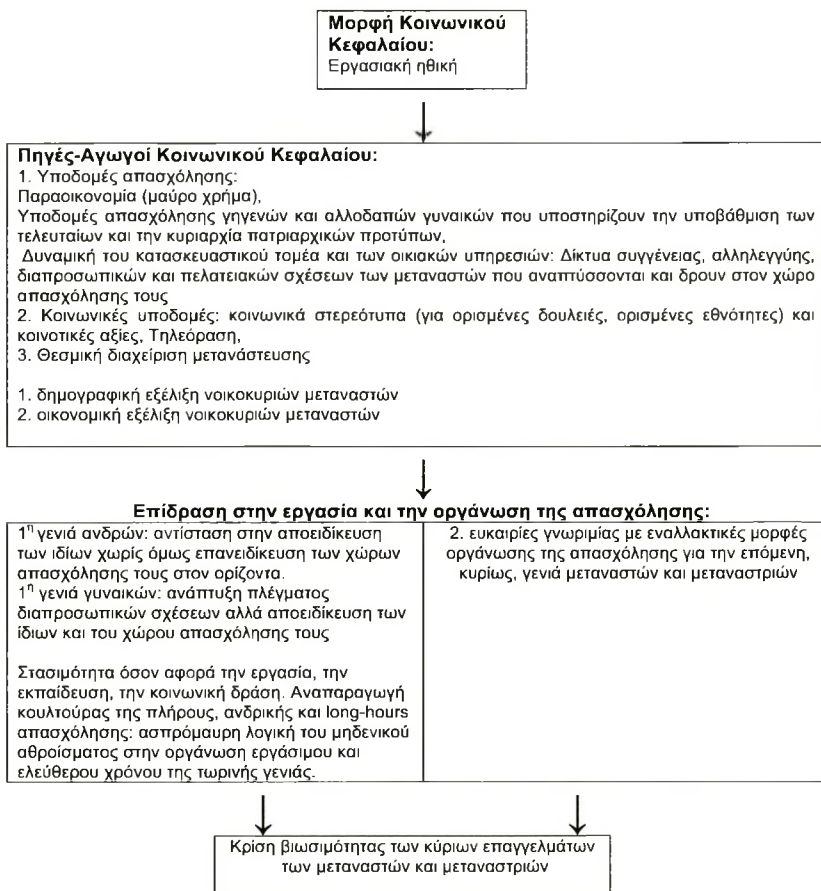 Μορφή Κοινωνικού
Κεφαλαίου:
Εργασιακή ηθική
Πηγές-Αγωγοί Κοινωνικού Κεφαλαίου:
1. Υποδομές απασχόλησης:
Παραοικονομία (μαύρο χρήμα),
Υποδομές απασχόλησης γηγενών και αλλοδαπών γυναικών που υποστηρίζουν την υποβάθμιση των
τελευταίων και την κυριαρχία πατριαρχικών προτύπων,
Δυναμική του κατασκευαστικού τομέα και των οικιακών υπηρεσιών: Δίκτυα συγγένειας, αλληλεγγύης,
διαπροσωπικών και πελατειακών σχέσεων των μεταναστών που αναπτύσσονται και δρουν στον χώρο
απασχόλησης τους
2. Κοινωνικές υποδομές: κοινωνικά στερεότυπα (για ορισμένες δουλειές, ορισμένες εθνότητες) και
κοινοτικές αξίες, Τηλεόραση,
3. Θεσμική διαχείριση μετανάστευσης
1. δημογραφική εξέλιξη νοικοκυριών μεταναστών
2. οικονομική εξέλιξη νοικοκυριών μεταναστών
Επίδραση στην εργασία και την οργάνωση της απασχόλησης:
1η γενιά ανδρών: αντίσταση στην αποειδίκευση
των ιδίων χωρίς όμως επανειδίκευση των χώρων
απασχόλησης τους στον ορίζοντα.
1η γενιά γυναικών: ανάπτυξη πλέγματος
διαπροσωπικών σχέσεων αλλά αποειδίκευση των
ίδιων και του χώρου απασχόλησης τους
Στασιμότητα όσον αφορά την εργασία, την
εκπαίδευση, την κοινωνική δράση. Αναπαραγωγή
κουλτούρας της πλήρους, ανδρικής και long-hours
απασχόλησης: ασπρόμαυρη λογική του μηδενικού
αθροίσματος στην οργάνωση εργάσιμου και
ελεύθερου χρόνου της τωρινής γενιάς.
2. ευκαιρίες γνωριμίας με εναλλακτικές μορφές
οργάνωσης της απασχόλησης για την επόμενη,
κυρίως, γενιά μεταναστών και μεταναστριών
Κρίση βιωσιμότητας των κύριων επαγγελμάτων
των μεταναστών και μεταναστριών